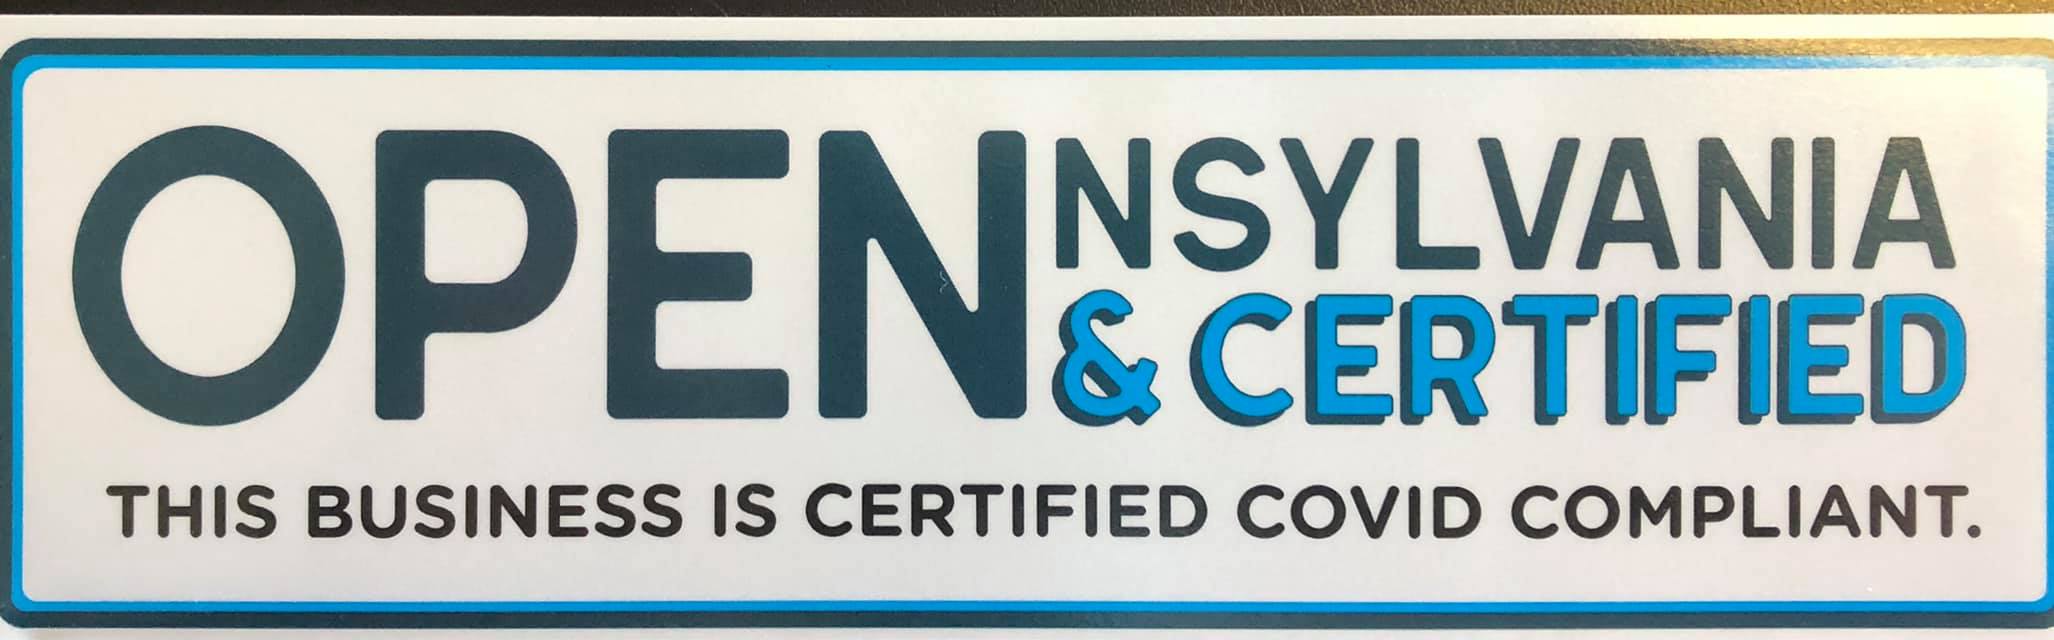 OPENNSYLVANIA
& CERTIFIED
THIS BUSINESS IS CERTIFIED COVID COMPLIANT.